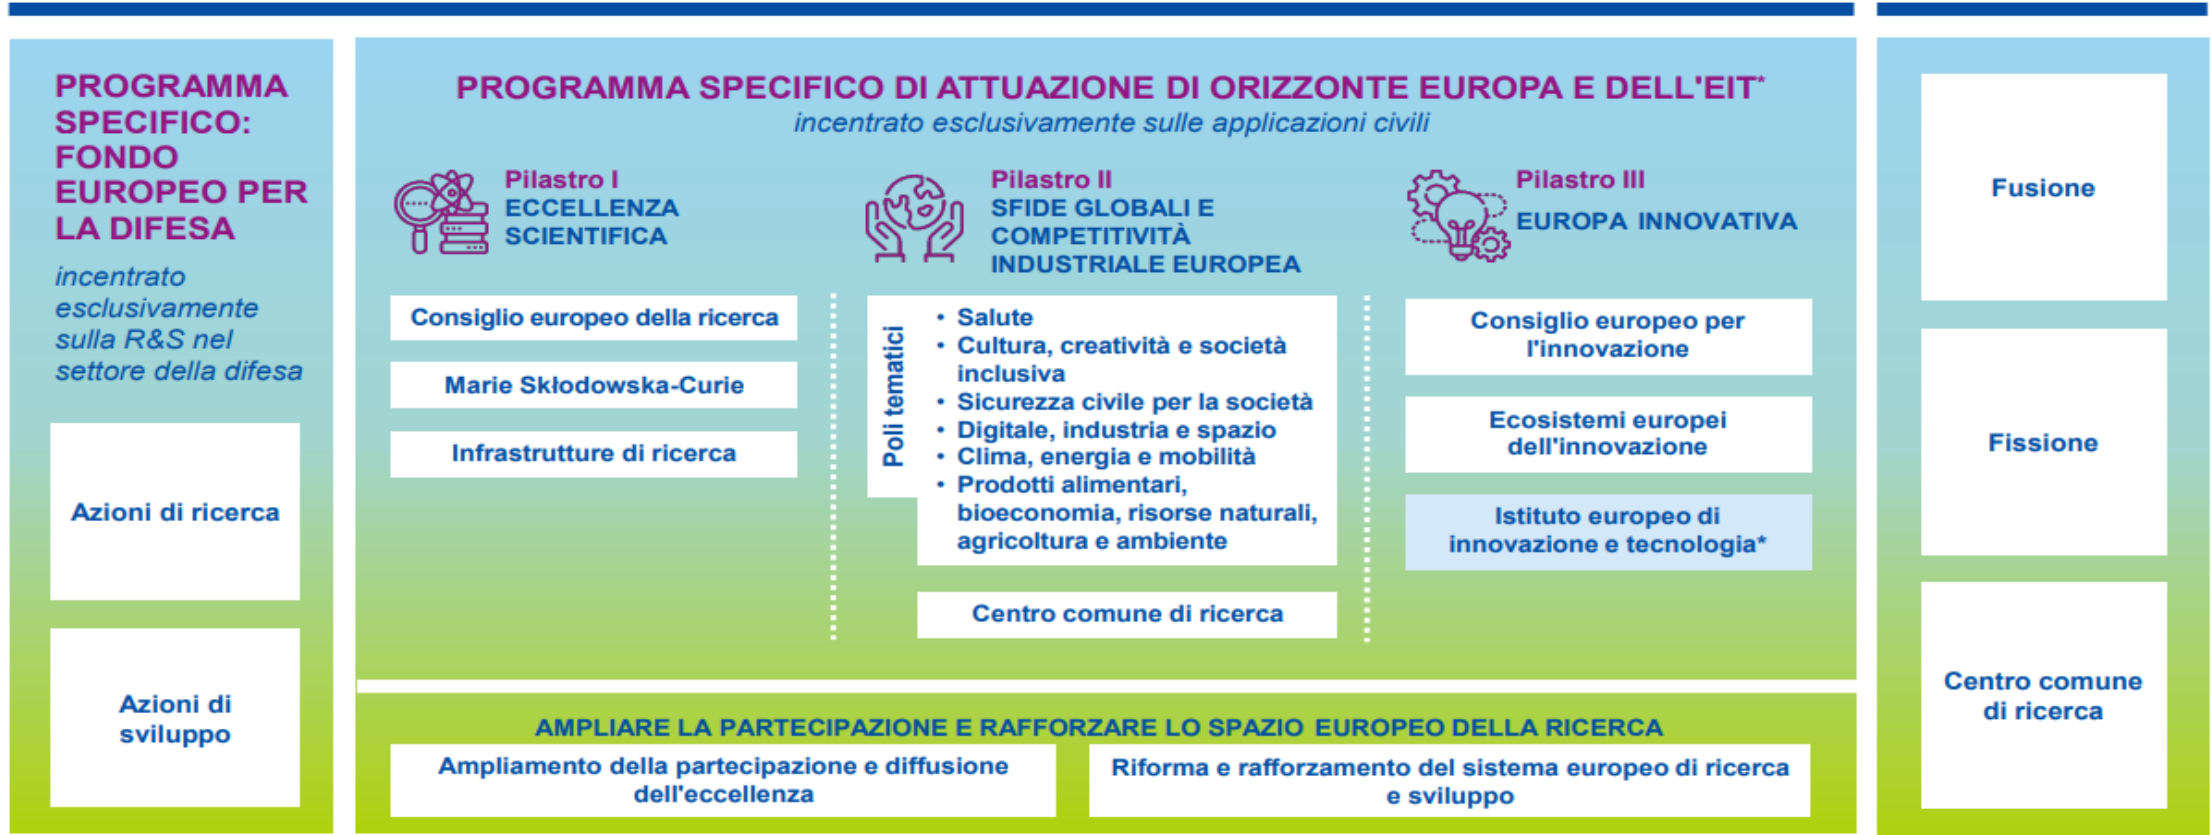 PROGRAMMA
SPECIFICO:
FONDO
EUROPEO PER
LA DIFESA
incentrato
esclusivamente
sulla R&S nel
settore della difesa
Azioni di ricerca
Azioni di
sviluppo
PROGRAMMA SPECIFICO DI ATTUAZIONE DI ORIZZONTE EUROPA E DELL'EIT*
incentrato esclusivamente sulle applicazioni civili
Pilastro I
ECCELLENZA
SCIENTIFICA
Consiglio europeo della ricerca
Marie Skłodowska-Curie
Infrastrutture di ricerca
Pilastro II
SFIDE GLOBALI E
COMPETITIVITÀ
INDUSTRIALE EUROPEA
Poli tematici
• Salute
• Cultura, creatività e società
inclusiva
• Sicurezza civile per la società
• Digitale, industria e spazio
• Clima, energia e mobilità
• Prodotti alimentari,
bioeconomia, risorse naturali,
agricoltura e ambiente
Centro comune di ricerca
Pilastro III
EUROPA INNOVATIVA
Consiglio europeo per
l'innovazione
Ecosistemi europei
dell'innovazione
Istituto europeo di
innovazione e tecnologia*
AMPLIARE LA PARTECIPAZIONE E RAFFORZARE LO SPAZIO EUROPEO DELLA RICERCA
Ampliamento della partecipazione e diffusione
dell'eccellenza
Riforma e rafforzamento del sistema europeo di ricerca
e sviluppo
Fusione
Fissione
Centro comune
di ricerca